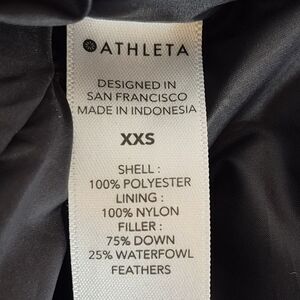 ATHLETA
DESIGNED IN
SAN FRANCISCO
MADE IN INDONESIA
XXS
SHELL :
100% POLYESTER
LINING :
100% NYLON
FILLER :
75% DOWN
25% WATERFOWL
FEATHERS